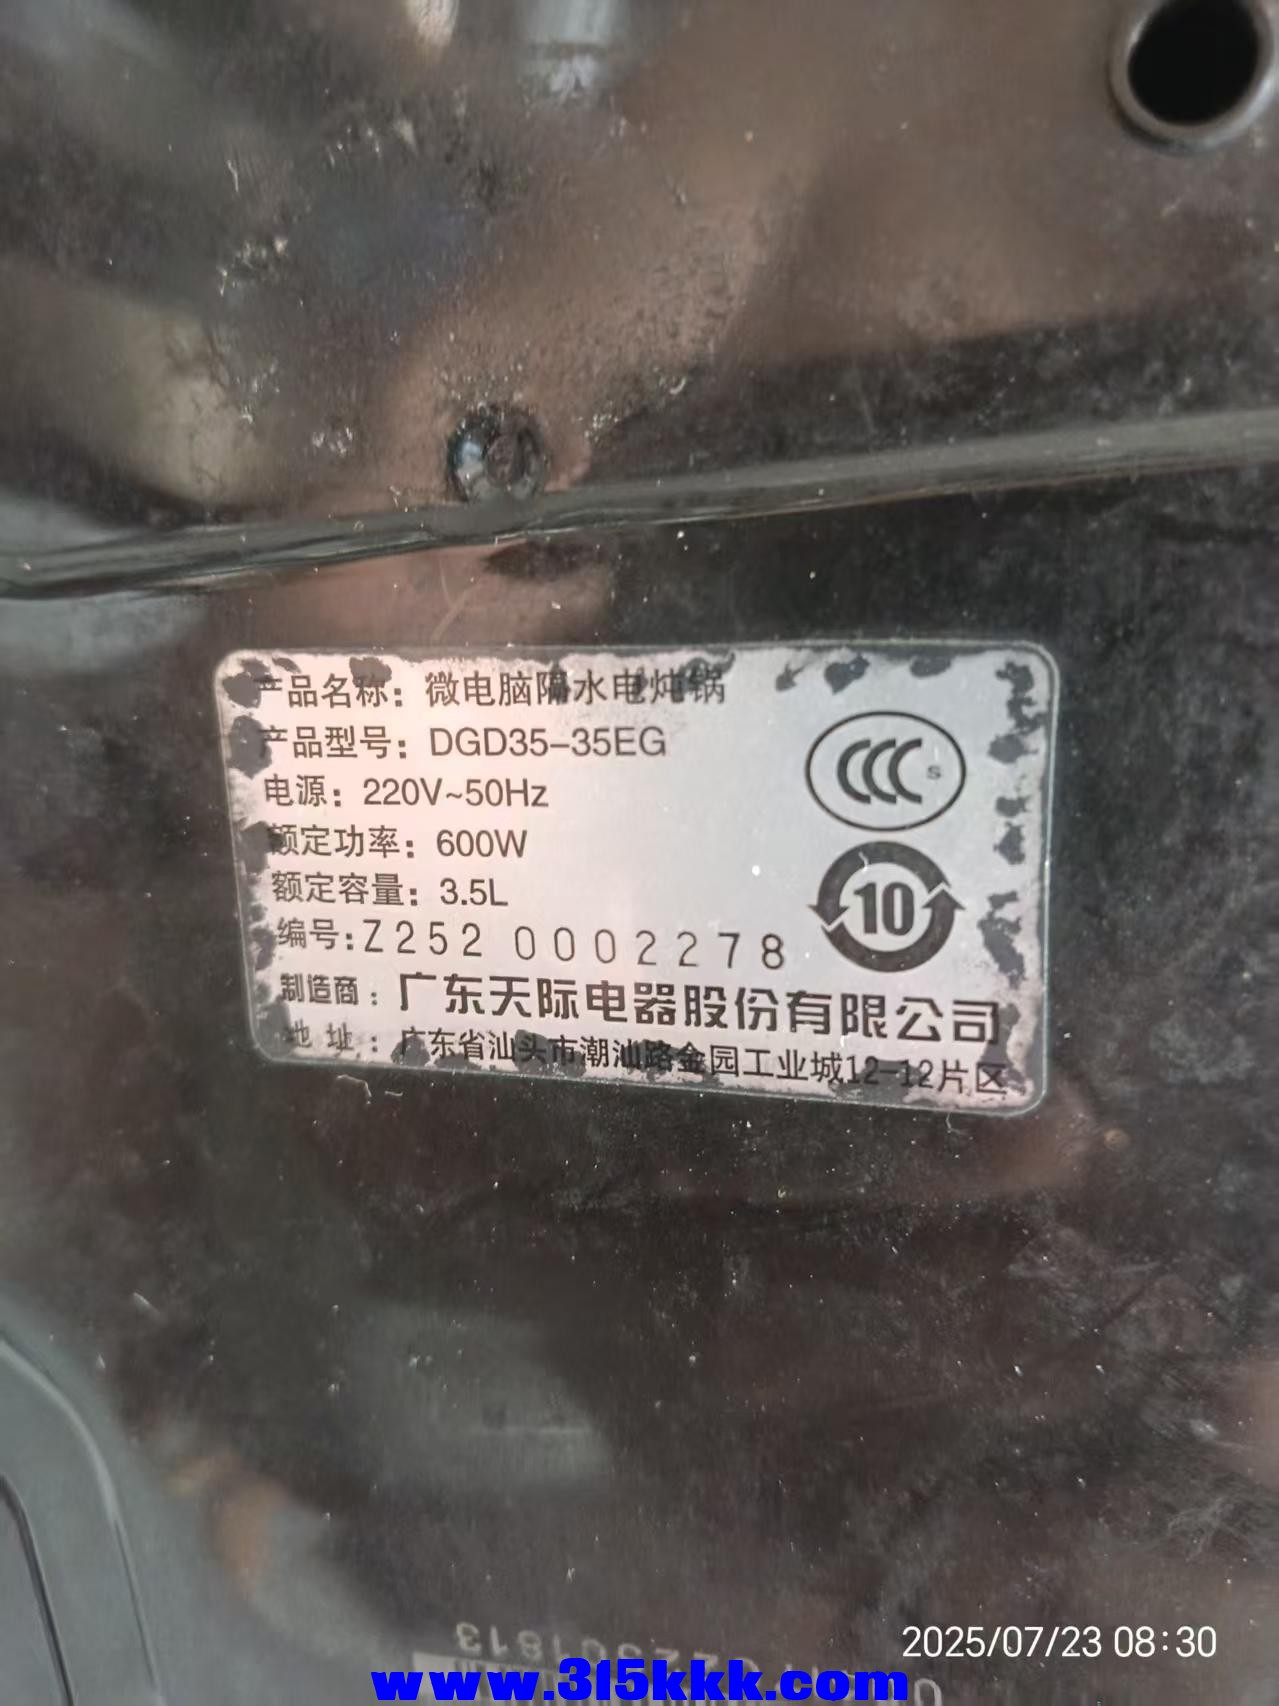 产品名称：微电脑隔水电炖锅
产品型号：DGD35-35EG
电源：220V~50Hz
额定功率：600W
额定容量：3.5L
编号：Z252 0002278
制造商：广东天际电器股份有限公司
地址：广东省汕头市潮汕路金园工业城12-12片区
CCC S
10
2025/07/23 08:30
www.315kkk.com